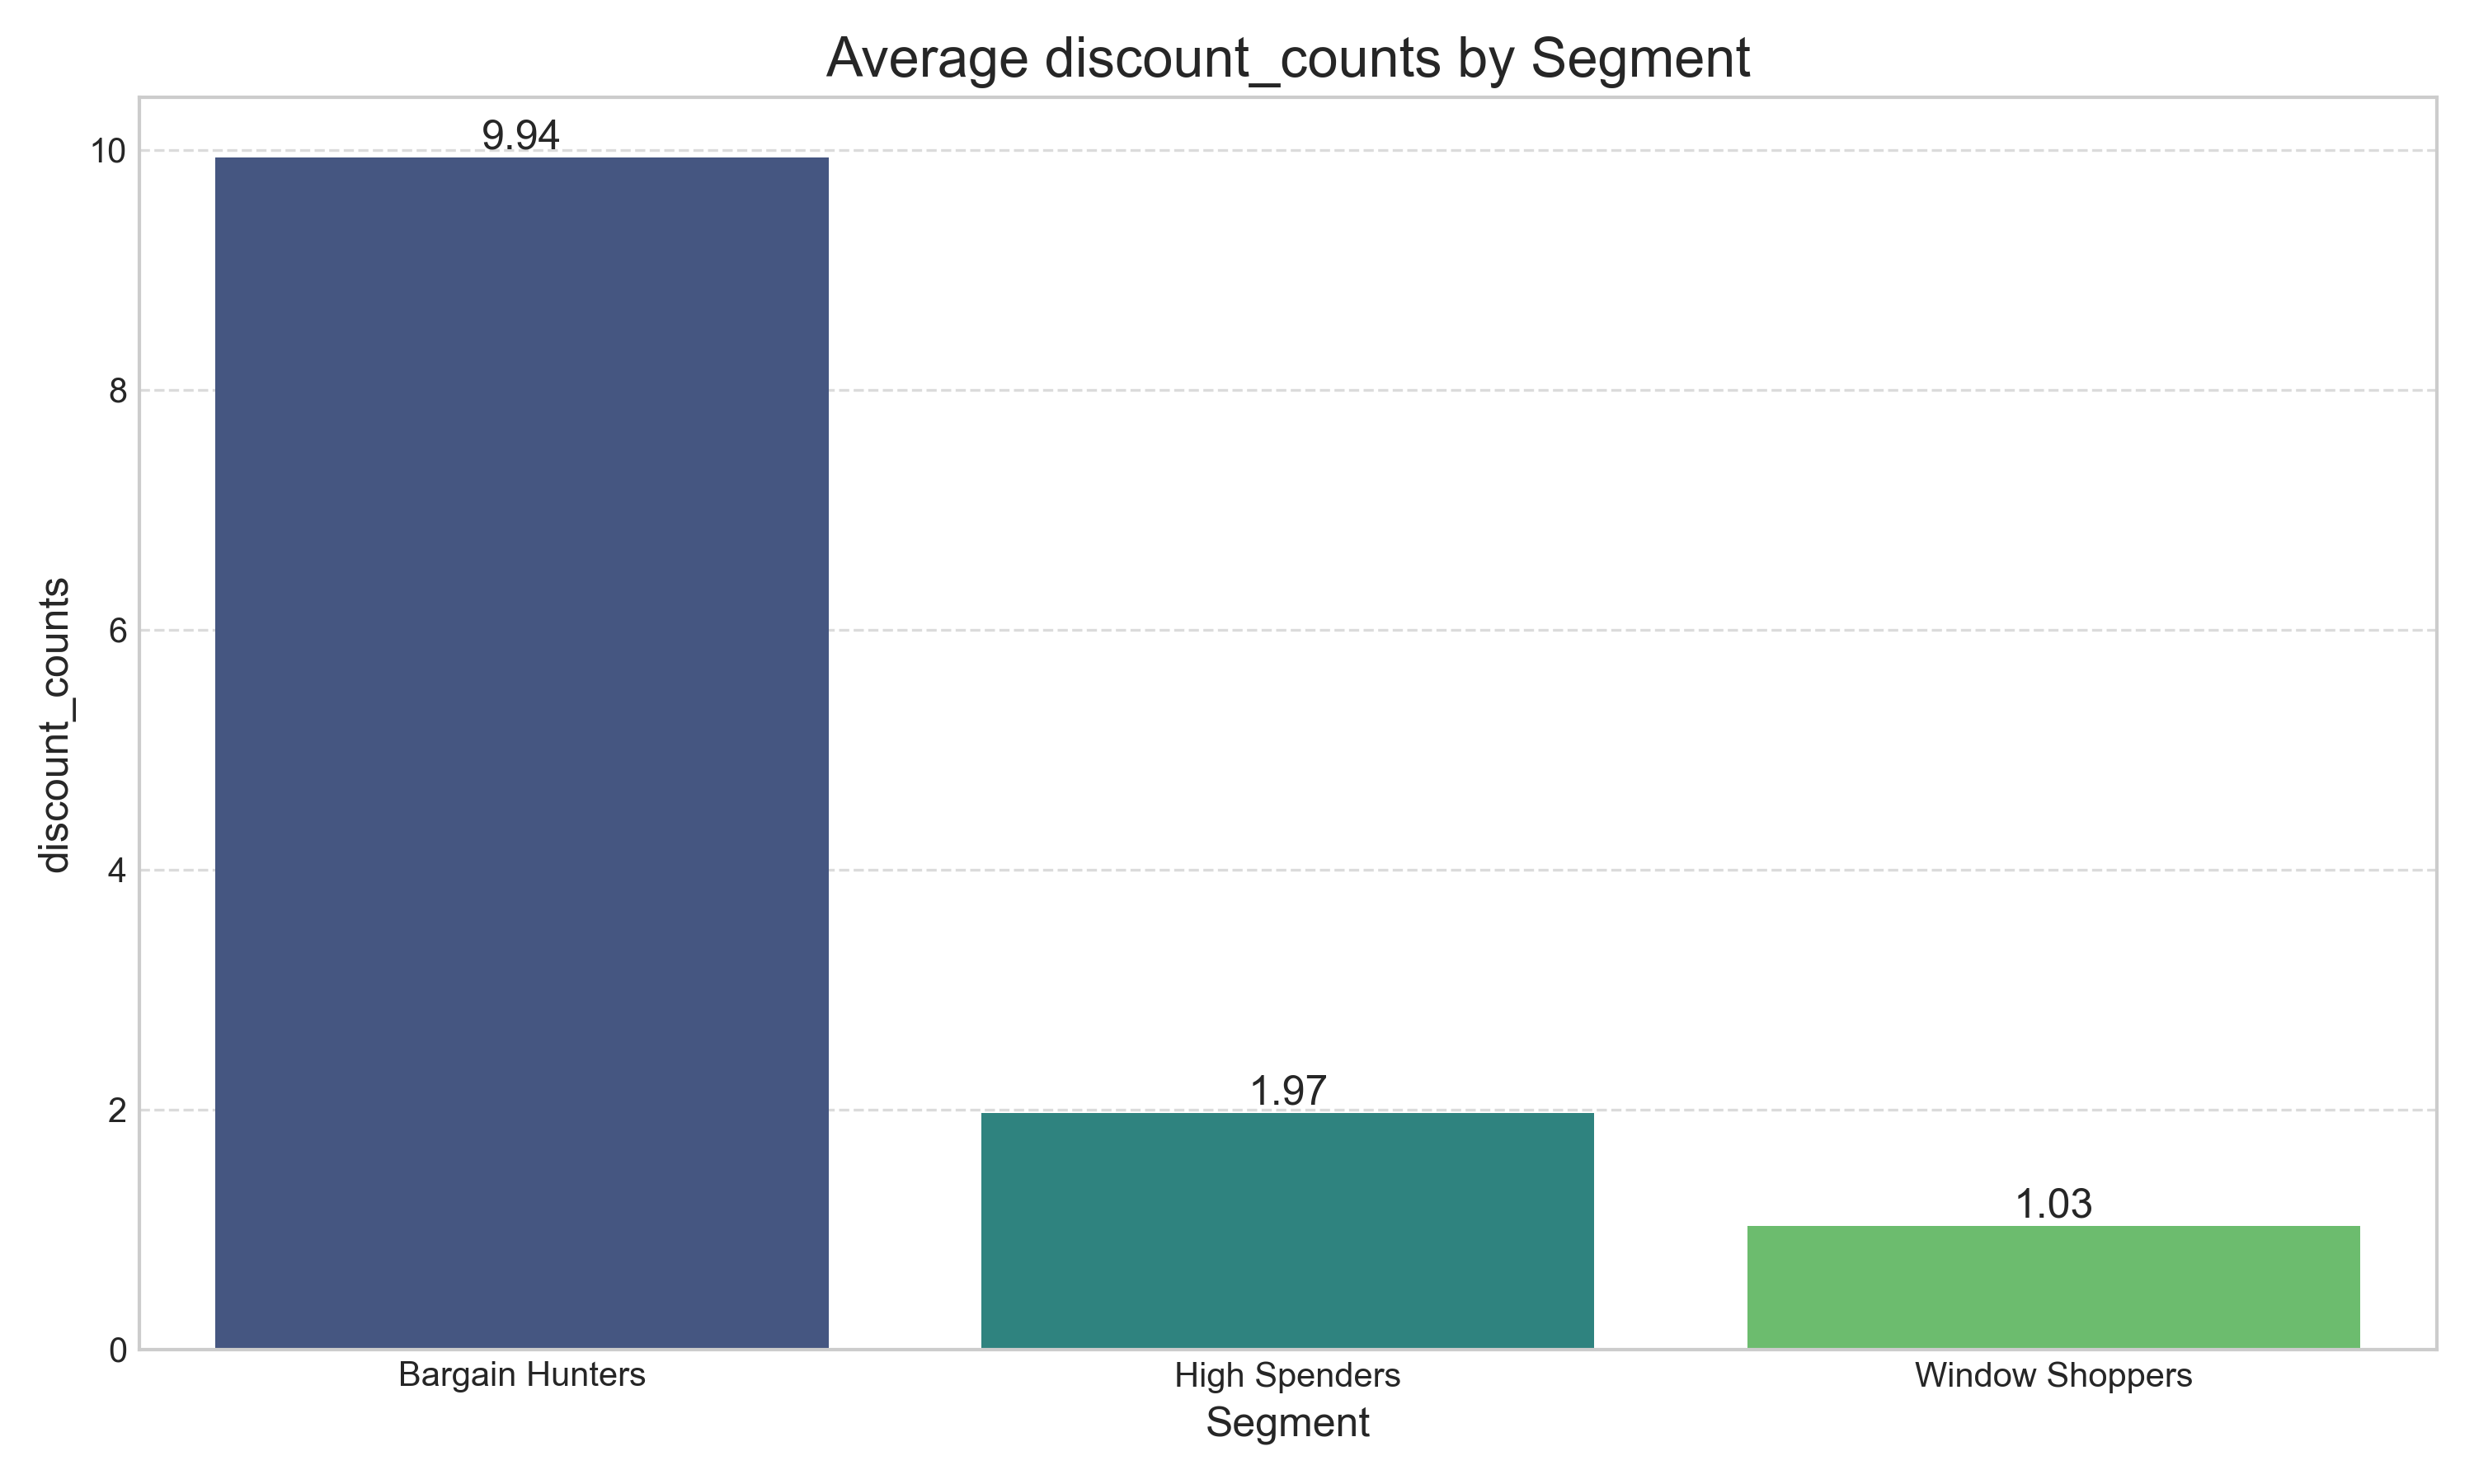 Average discount_counts by Segment
discount_counts
10
8
6
4
2
0
9.94
1.97
1.03
Bargain Hunters
High Spenders
Window Shoppers
Segment